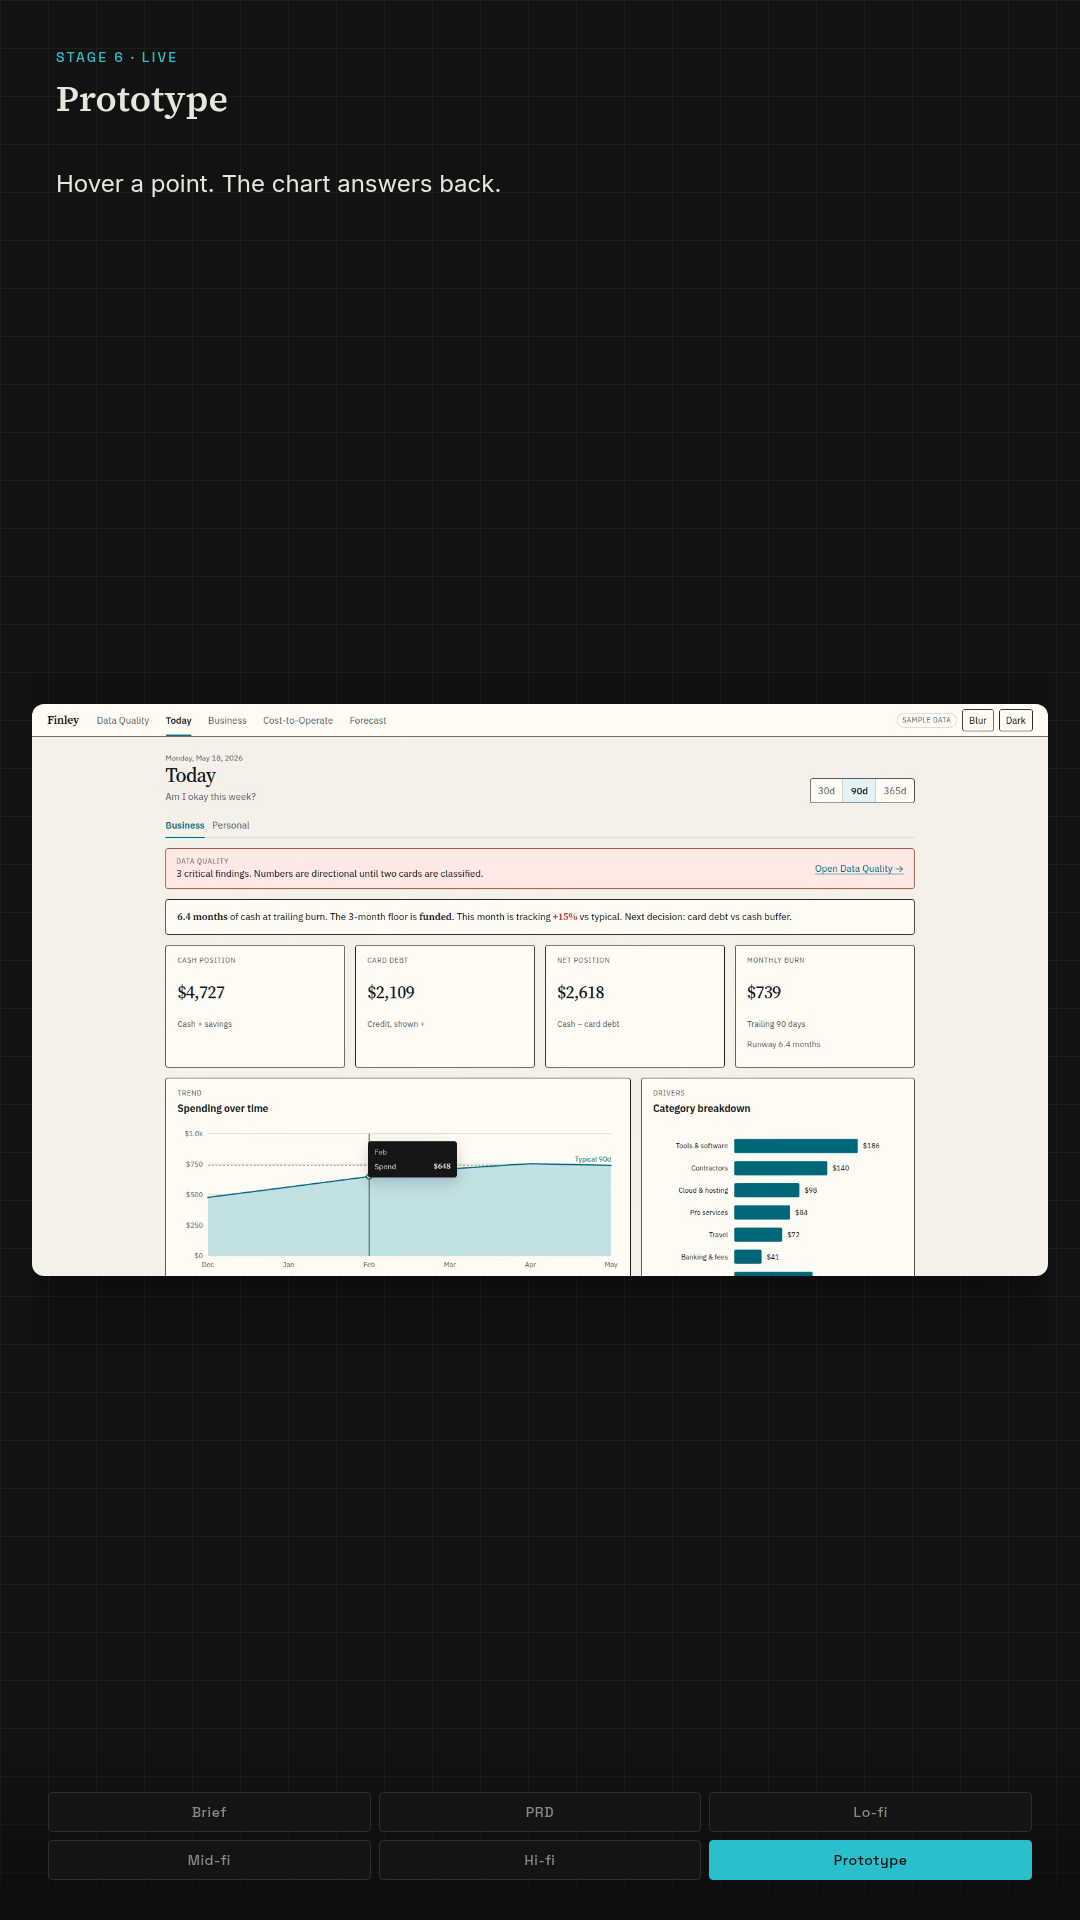 STAGE 6 · LIVE
Prototype
Hover a point. The chart answers back.
Finley Data Quality Today Business Cost-to-Operate Forecast SAMPLE DATA Blur Dark
Monday, May 18, 2026
Today
Am I okay this week?
30d 90d 365d
Business Personal
DATA QUALITY
3 critical findings. Numbers are directional until two cards are classified.
Open Data Quality →
6.4 months of cash at trailing burn. The 3-month floor is funded. This month is tracking +15% vs typical. Next decision: card debt vs cash buffer.
CASH POSITION
$4,727
Cash + savings
CARD DEBT
$2,109
Credit, shown +
NET POSITION
$2,618
Cash − card debt
MONTHLY BURN
$739
Trailing 90 days
Runway 6.4 months
TREND
Spending over time
$1.0k
$750
$500
$250
$0
Typical 90d
Feb
Spend $648
Dec Jan Feb Mar Apr May
DRIVERS
Category breakdown
Tools & software $186
Contractors $140
Cloud & hosting $98
Pro services $84
Travel $72
Banking & fees $41
Brief PRD Lo-fi
Mid-fi Hi-fi Prototype